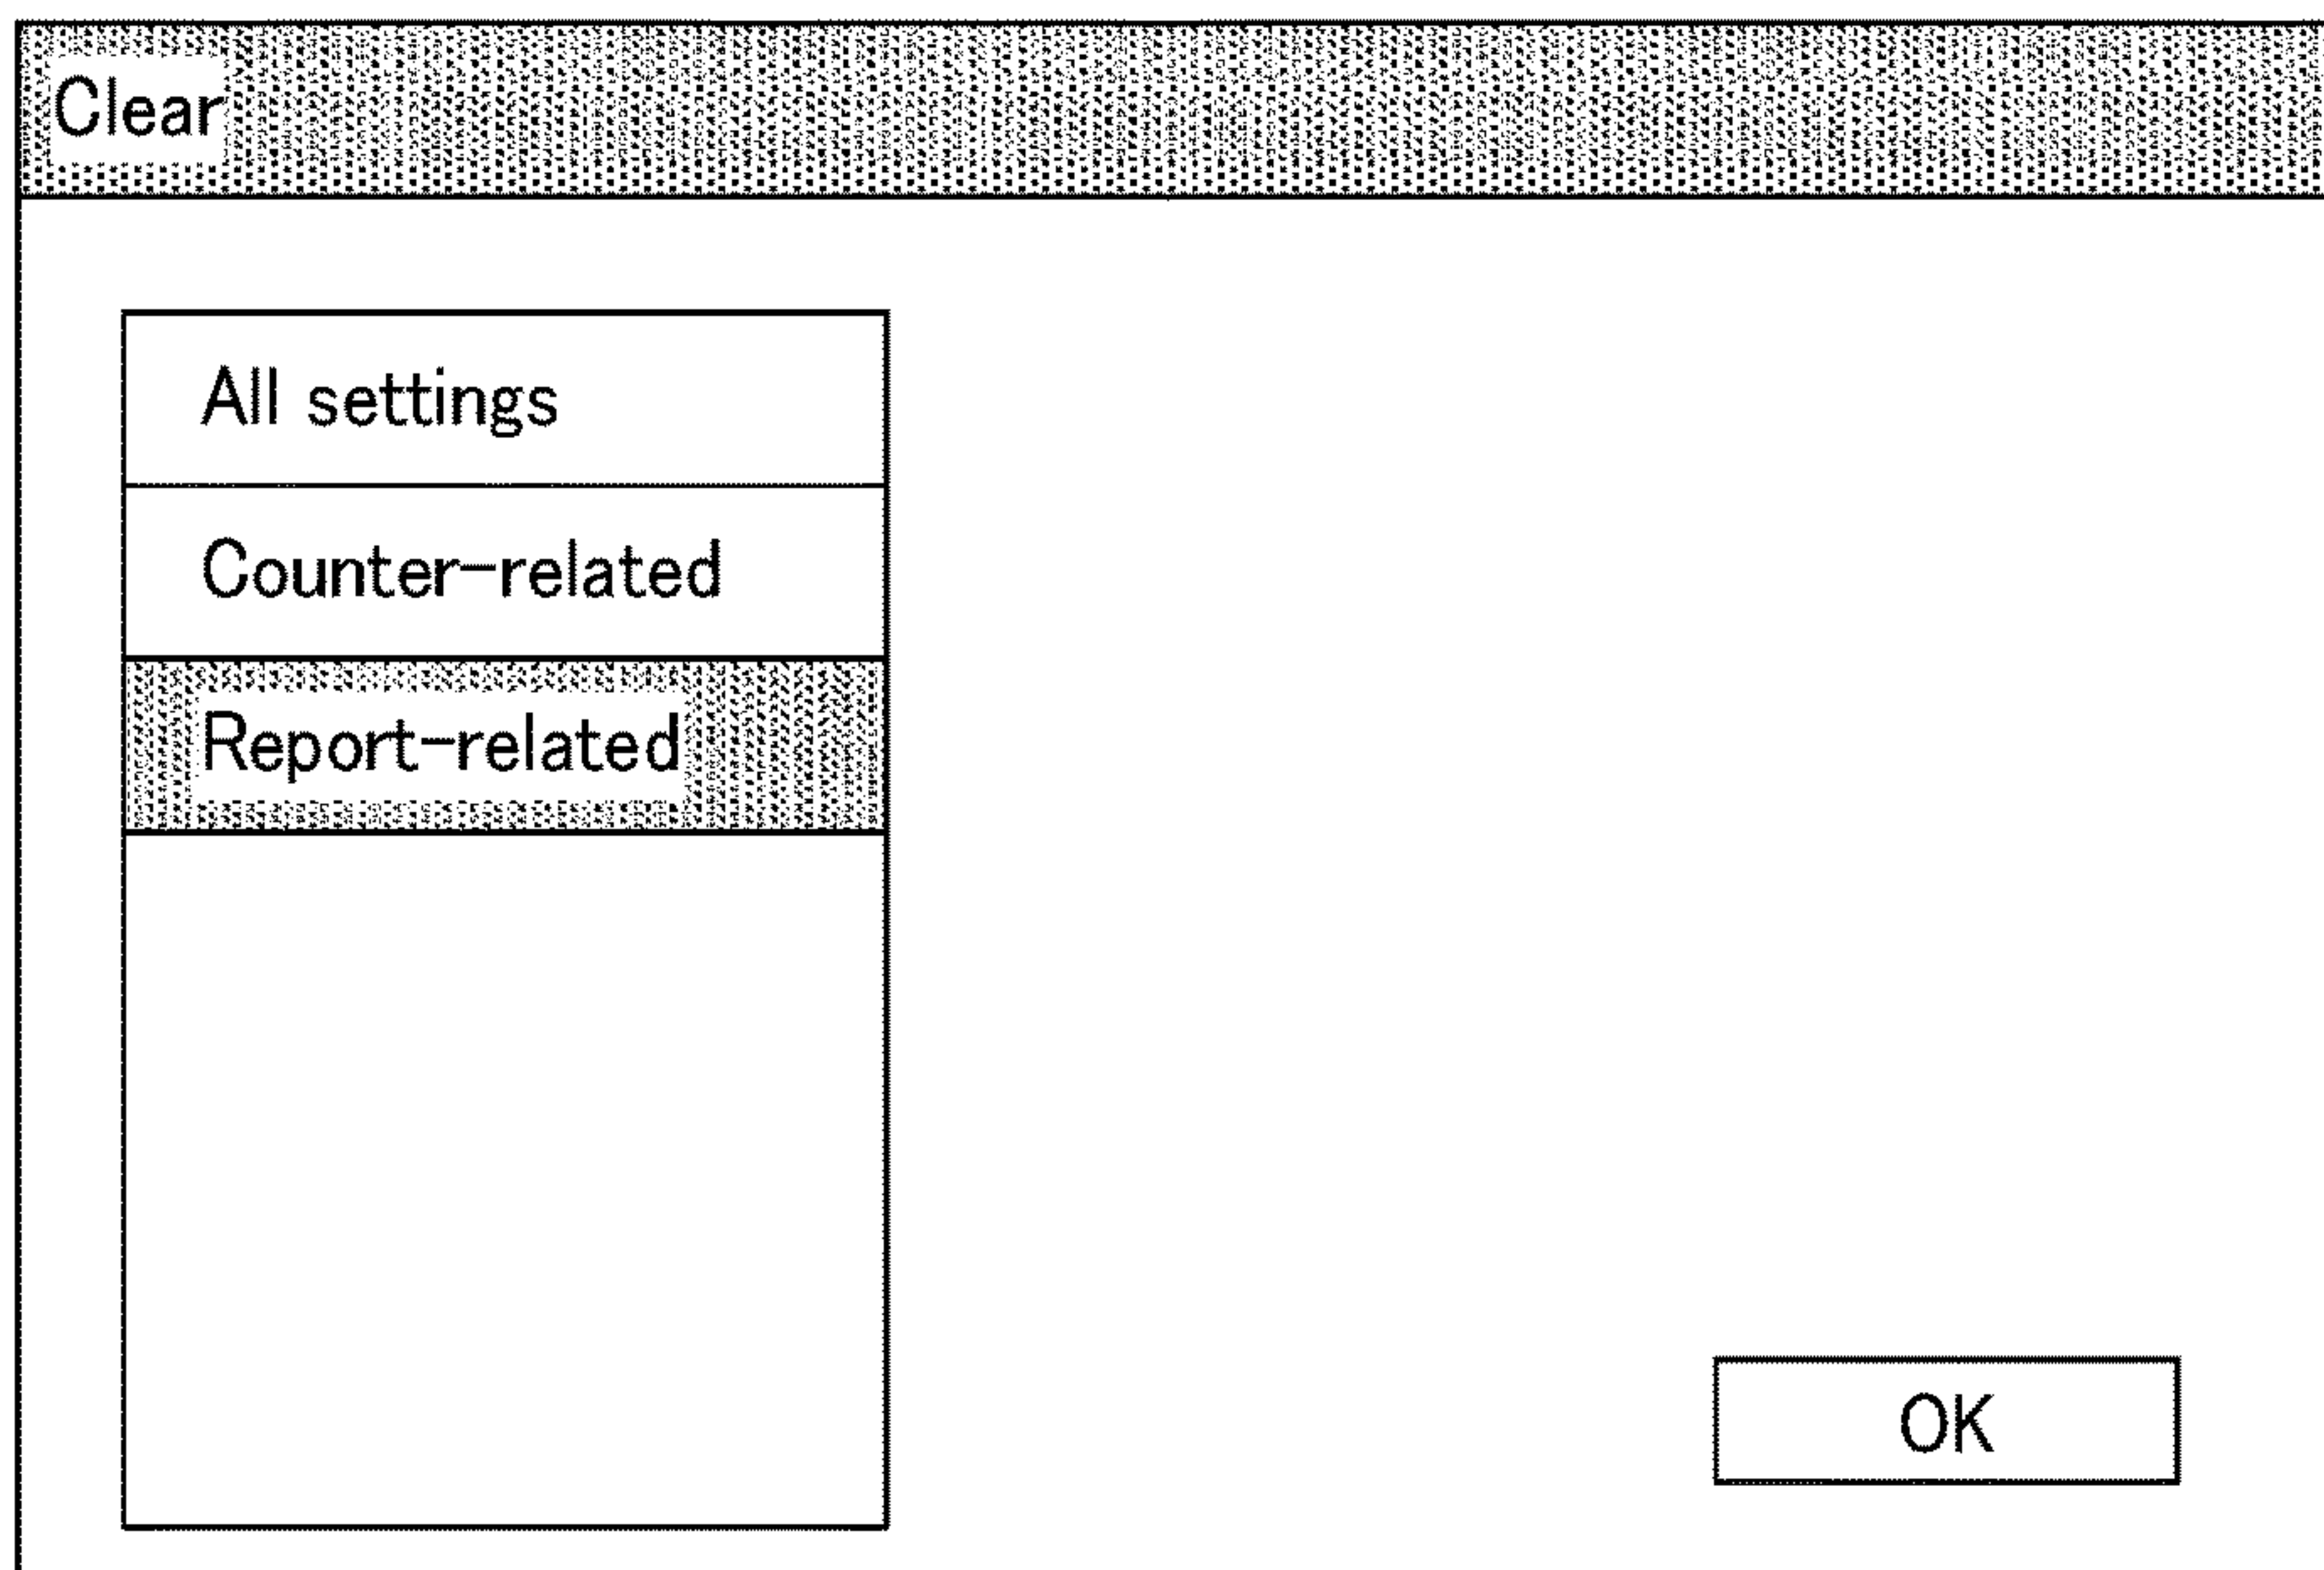 Clear
All settings
Counter-related
Report-related
OK